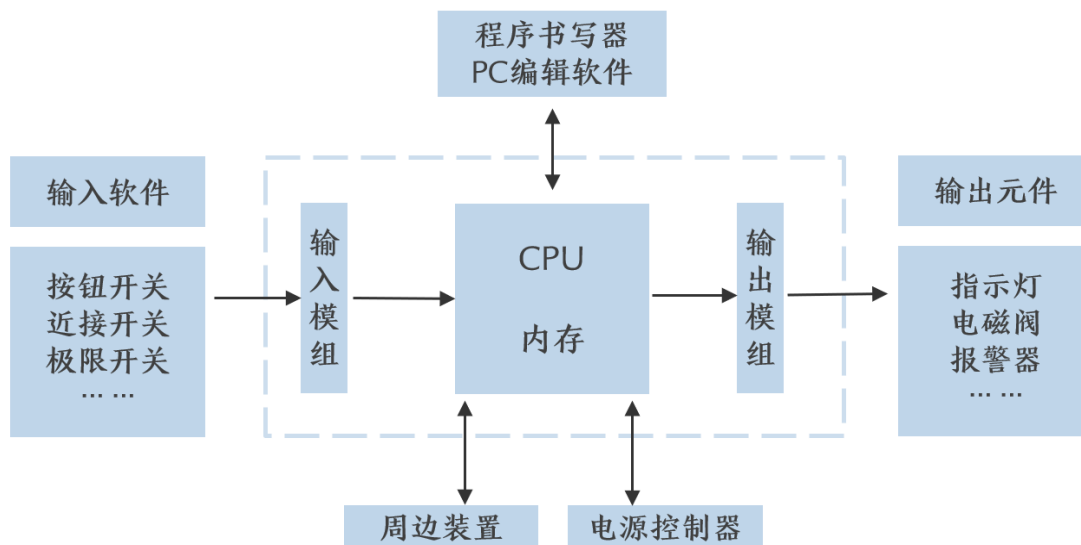 程序书写器
PC编辑软件
输入软件
按钮开关
近接开关
极限开关
... ...
输入模组
CPU
内存
输出模组
输出元件
指示灯
电磁阀
报警器
... ...
周边装置
电源控制器